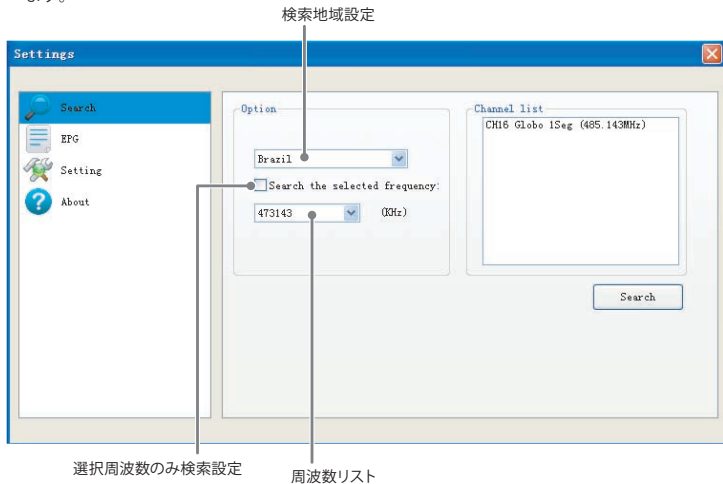 ます。
検索地域設定
Settings
Search
EPG
Setting
About
Option
Brazil
Search the selected frequency:
473143
(KHz)
Channel list
CH16 Globo 1Seg (485.143MHz)
Search
選択周波数のみ検索設定
周波数リスト